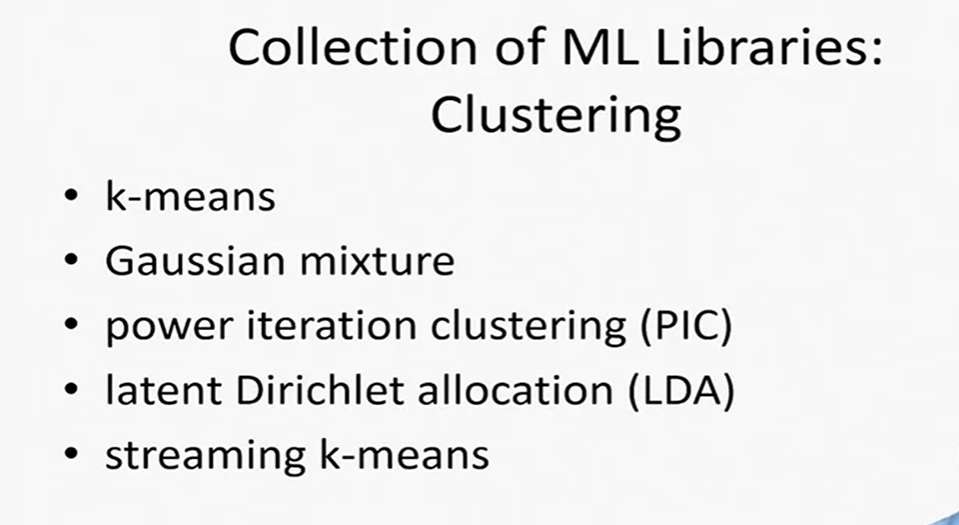 Collection of ML Libraries:
Clustering
• k-means
• Gaussian mixture
• power iteration clustering (PIC)
• latent Dirichlet allocation (LDA)
• streaming k-means